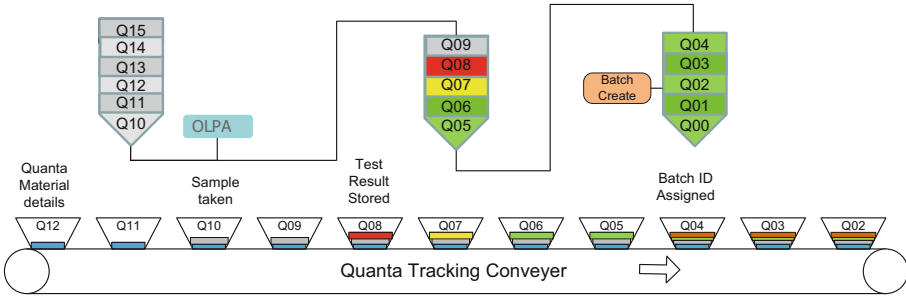 Q15
Q14
Q13
Q12
Q11
Q10
OLPA
Q09
Q08
Q07
Q06
Q05
Batch
Create
Q04
Q03
Q02
Q01
Q00
Quanta
Material
details
Sample
taken
Test
Result
Stored
Batch ID
Assigned
Q12 Q11 Q10 Q09 Q08 Q07 Q06 Q05 Q04 Q03 Q02
Quanta Tracking Conveyer